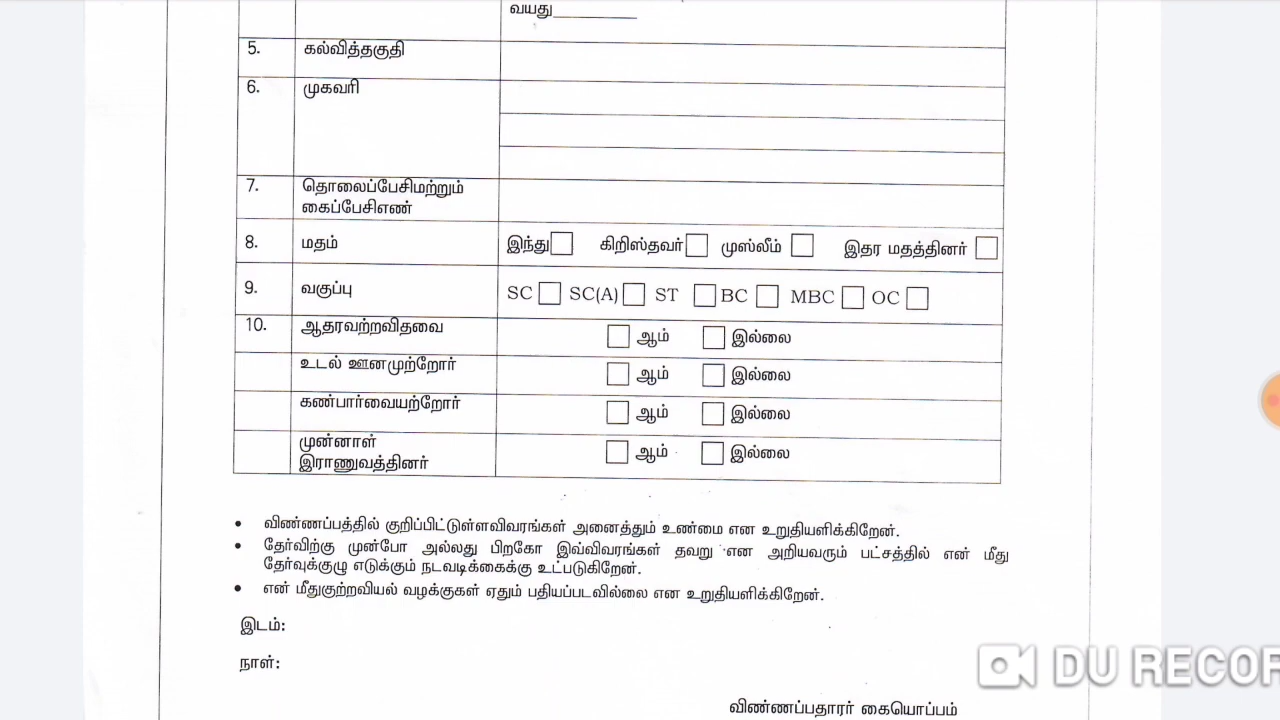 வயது__________
5. கல்வித்தகுதி
6. முகவரி
7. தொலைப்பேசிமற்றும்
கைப்பேசிஎண்
8. மதம் இந்து கிறிஸ்தவர் முஸ்லீம் இதர மதத்தினர்
9. வகுப்பு SC SC(A) ST BC MBC OC
10. ஆதரவற்றவிதவை ஆம் இல்லை
உடல் ஊனமுற்றோர் ஆம் இல்லை
கண்பார்வையற்றோர் ஆம் இல்லை
முன்னாள்
இராணுவத்தினர் ஆம் இல்லை
• விண்ணப்பத்தில் குறிப்பிட்டுள்ளவிவரங்கள் அனைத்தும் உண்மை என உறுதியளிக்கிறேன்.
• தேர்விற்கு முன்போ அல்லது பிறகோ இவ்விவரங்கள் தவறு என அறியவரும் பட்சத்தில் என் மீது
தேர்வுக்குழு எடுக்கும் நடவடிக்கைக்கு உட்படுகிறேன்.
• என் மீதுகுற்றவியல் வழக்குகள் ஏதும் பதியப்படவில்லை என உறுதியளிக்கிறேன்.
இடம்:
நாள்:
DU RECOR
விண்ணப்பதாரர் கையொப்பம்